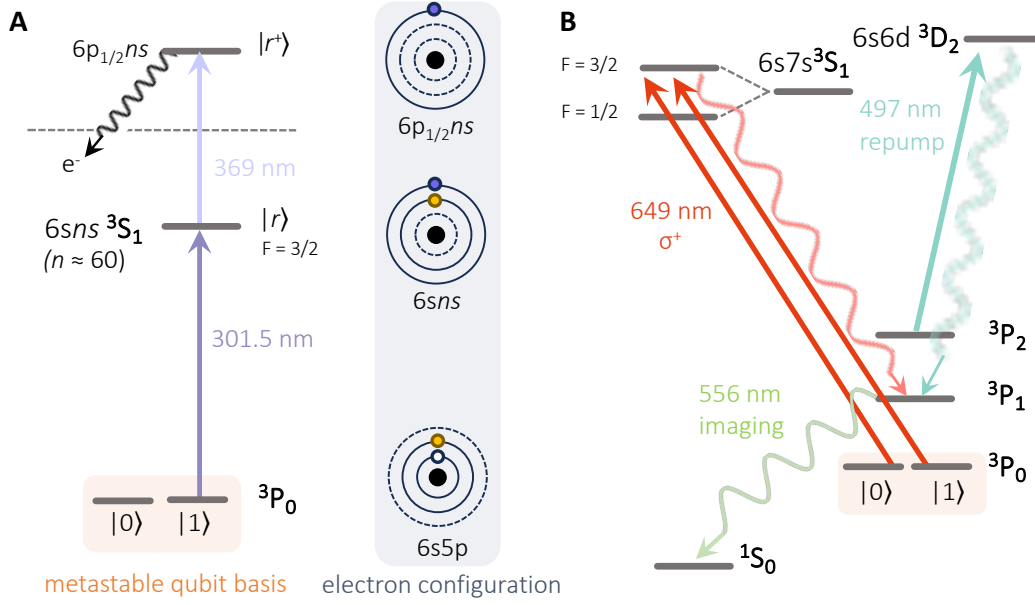 A
6p₁/₂ns
|r⁺⟩
e⁻
369 nm
6sns ³S₁
(n ≈ 60)
|r⟩
F = 3/2
301.5 nm
³P₀
|0⟩
|1⟩
metastable qubit basis
6p₁/₂ns
6sns
6s5p
electron configuration
B
F = 3/2
F = 1/2
6s7s³S₁
6s6d ³D₂
497 nm
repump
649 nm
σ⁺
³P₂
³P₁
556 nm
imaging
³P₀
|0⟩
|1⟩
¹S₀